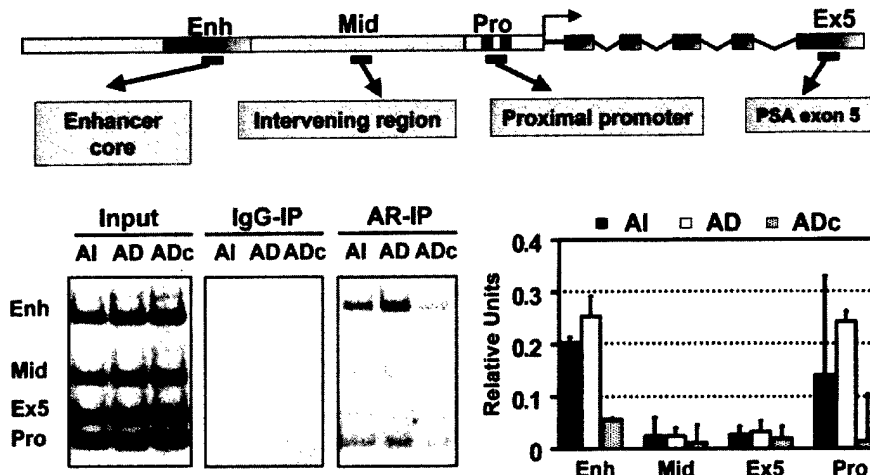 Enh Mid Pro Ex5
Enhancer core
Intervening region
Proximal promoter
PSA exon 5
Input IgG-IP AR-IP
AI AD ADc AI AD ADc AI AD ADc
Enh
Mid
Ex5
Pro
AI AD ADc
Relative Units
0.4
0.3
0.2
0.1
0
Enh Mid Ex5 Pro